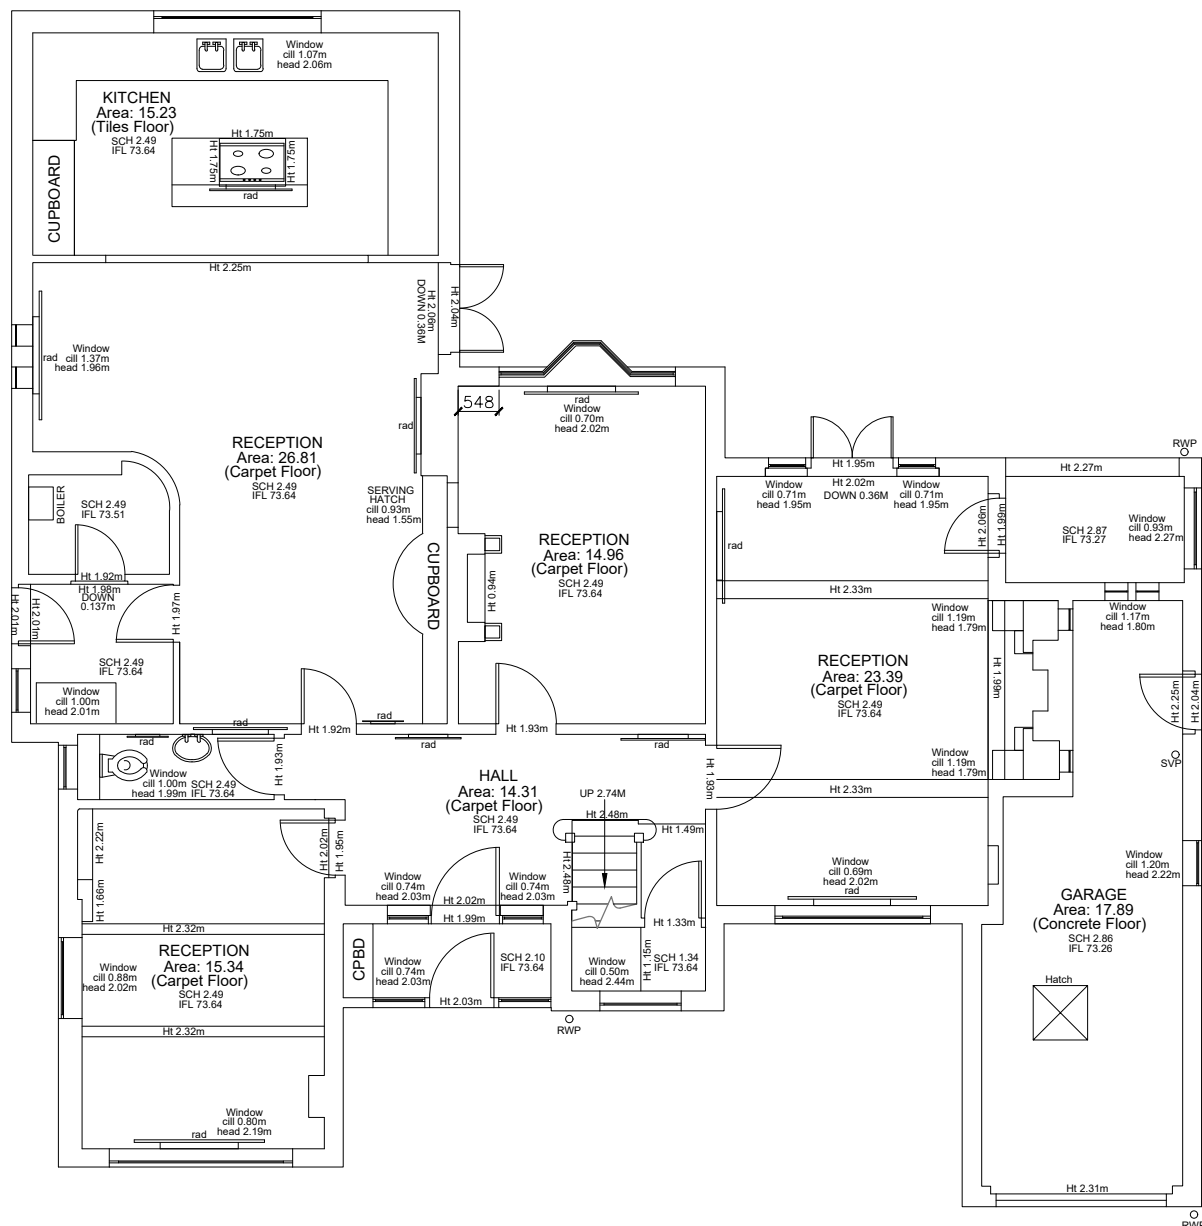 Window
cill 1.07m
head 2.06m
KITCHEN
Area: 15.23
(Tiles Floor)
SCH 2.49
IFL 73.64
Ht 1.75m
Ht 1.75m
Ht 1.75m
rad
CUPBOARD
Ht 2.25m
Ht 2.06m
DOWN 0.36M
Ht 2.04m
Window
cill 1.37m
head 1.96m
rad
rad
RECEPTION
Area: 26.81
(Carpet Floor)
SCH 2.49
IFL 73.64
548
rad
Window
cill 0.70m
head 2.02m
SERVING
HATCH
cill 0.93m
head 1.55m
CUPBOARD
BOILER
SCH 2.49
IFL 73.51
Ht 1.92m
Ht 1.98m
DOWN
0.137m
Ht 1.97m
Ht 2.01m
Ht 2.01m
SCH 2.49
IFL 73.64
Window
cill 1.00m
head 2.01m
Ht 0.94m
RECEPTION
Area: 14.96
(Carpet Floor)
SCH 2.49
IFL 73.64
Ht 1.95m
Ht 2.02m
DOWN 0.36M
Window
cill 0.71m
head 1.95m
Window
cill 0.71m
head 1.95m
rad
Ht 2.06m
Ht 1.99m
RWP
Ht 2.27m
SCH 2.87
IFL 73.27
Window
cill 0.93m
head 2.27m
Ht 2.33m
Window
cill 1.19m
head 1.79m
Window
cill 1.17m
head 1.80m
RECEPTION
Area: 23.39
(Carpet Floor)
SCH 2.49
IFL 73.64
Ht 1.99m
Ht 2.25m
Ht 2.04m
SVP
Window
cill 1.19m
head 1.79m
Ht 2.33m
rad
Ht 1.92m
rad
rad
Ht 1.93m
rad
rad
Window
cill 1.00m
head 1.99m
SCH 2.49
IFL 73.64
Ht 1.93m
HALL
Area: 14.31
(Carpet Floor)
SCH 2.49
IFL 73.64
Ht 1.93m
UP 2.74M
Ht 2.48m
Ht 1.49m
Ht 2.48m
Ht 2.22m
Ht 2.02m
Ht 1.95m
Ht 1.66m
Window
cill 0.74m
head 2.03m
Window
cill 0.74m
head 2.03m
Ht 2.02m
Ht 1.99m
Ht 1.33m
Window
cill 0.69m
head 2.02m
rad
Window
cill 1.20m
head 2.22m
GARAGE
Area: 17.89
(Concrete Floor)
SCH 2.86
IFL 73.26
Hatch
Ht 2.32m
RECEPTION
Area: 15.34
(Carpet Floor)
SCH 2.49
IFL 73.64
Window
cill 0.88m
head 2.02m
Ht 2.32m
CPBD
Window
cill 0.74m
head 2.03m
SCH 2.10
IFL 73.64
Ht 2.03m
RWP
Window
cill 0.50m
head 2.44m
Ht 1.15m
SCH 1.34
IFL 73.64
Window
cill 0.80m
head 2.19m
rad
Ht 2.31m
RWP